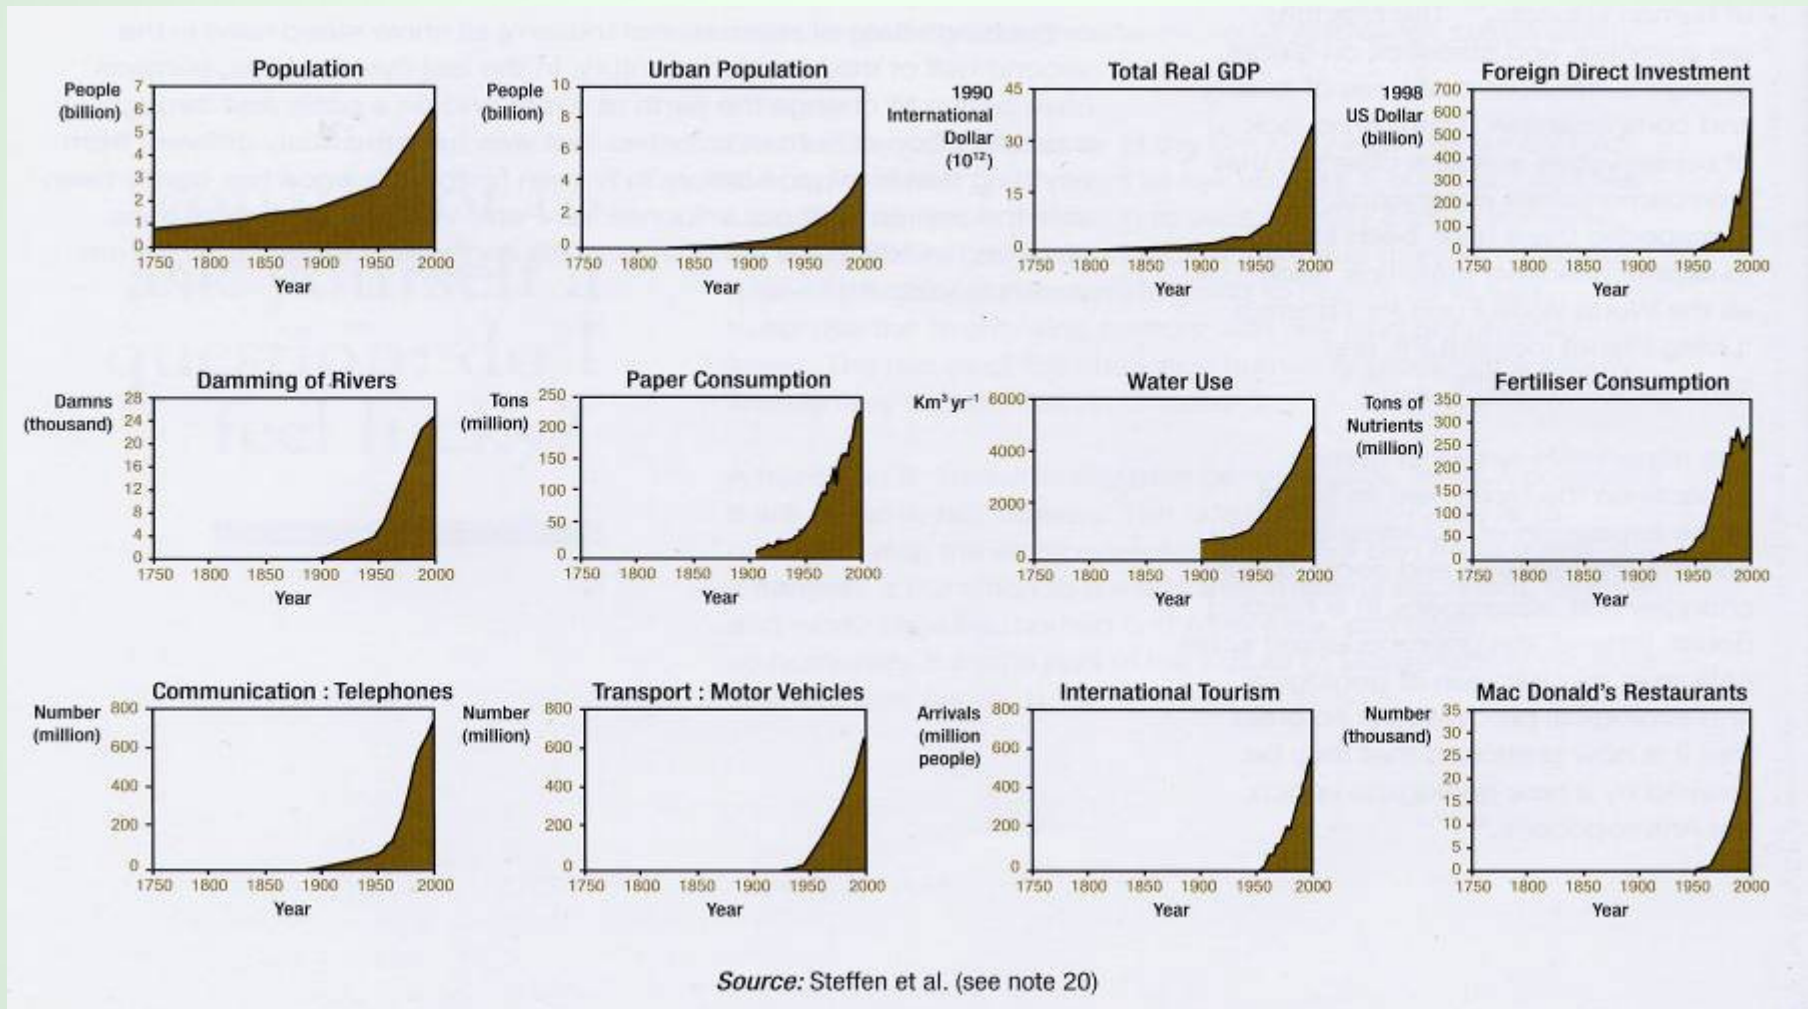 Population
People
(billion)
7
6
5
4
3
2
1
0
1750 1800 1850 1900 1950 2000
Year
Urban Population
People
(billion)
10
8
6
4
2
0
1750 1800 1850 1900 1950 2000
Year
Total Real GDP
1990
International
Dollar
(10¹²)
45
30
15
0
1750 1800 1850 1900 1950 2000
Year
Foreign Direct Investment
1998
US Dollar
(billion)
700
600
500
400
300
200
100
0
1750 1800 1850 1900 1950 2000
Year
Damming of Rivers
Damns
(thousand)
28
24
20
16
12
8
4
0
1750 1800 1850 1900 1950 2000
Year
Paper Consumption
Tons
(million)
250
200
150
100
50
0
1750 1800 1850 1900 1950 2000
Year
Water Use
Km³ yr⁻¹
6000
4000
2000
0
1750 1800 1850 1900 1950 2000
Year
Fertiliser Consumption
Tons of
Nutrients
(million)
350
300
250
200
150
100
50
0
1750 1800 1850 1900 1950 2000
Year
Communication : Telephones
Number
(million)
800
600
400
200
0
1750 1800 1850 1900 1950 2000
Year
Transport : Motor Vehicles
Number
(million)
800
600
400
200
0
1750 1800 1850 1900 1950 2000
Year
International Tourism
Arrivals
(million
people)
800
600
400
200
0
1750 1800 1850 1900 1950 2000
Year
Mac Donald's Restaurants
Number
(thousand)
35
30
25
20
15
10
5
0
1750 1800 1850 1900 1950 2000
Year
Source: Steffen et al. (see note 20)